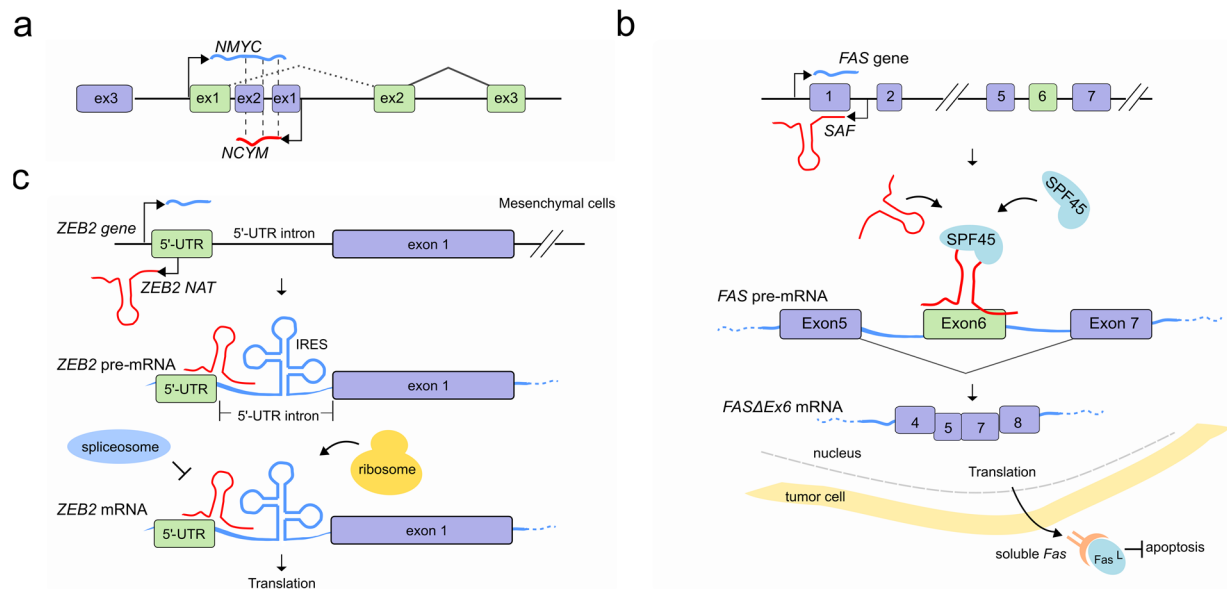 a
NMYC
ex3
ex1
ex2
ex1
ex2
ex3
NCYM
b
FAS gene
1
2
5
6
7
SAF
SPF45
SPF45
FAS pre-mRNA
Exon5
Exon6
Exon 7
FASΔEx6 mRNA
4
5
7
8
nucleus
Translation
tumor cell
soluble Fas
Fas L
apoptosis
c
Mesenchymal cells
ZEB2 gene
5'-UTR
5'-UTR intron
exon 1
ZEB2 NAT
IRES
ZEB2 pre-mRNA
5'-UTR
exon 1
5'-UTR intron
spliceosome
ribosome
ZEB2 mRNA
5'-UTR
exon 1
Translation